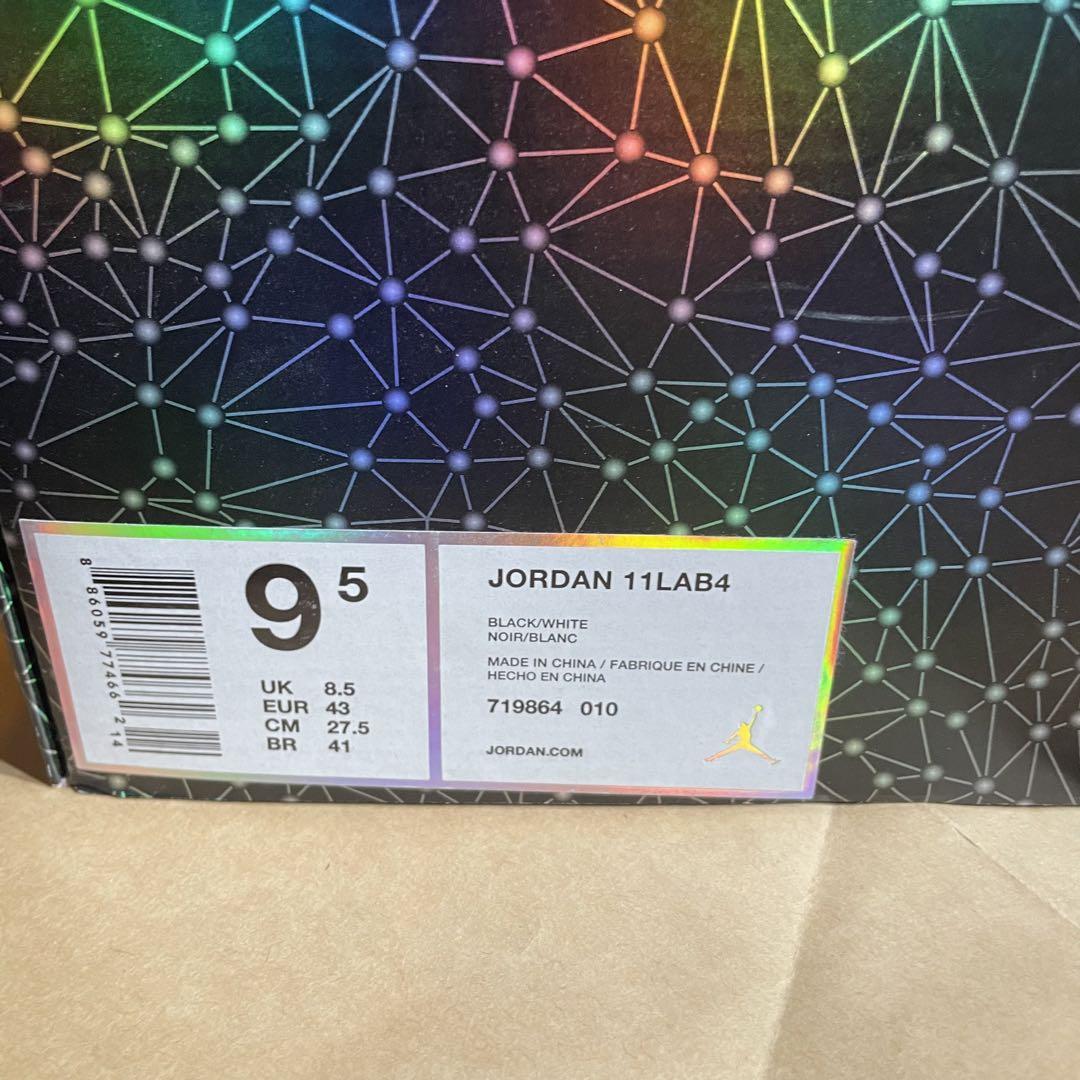 8 86059 77466 2 14
9 5
UK 8.5
EUR 43
CM 27.5
BR 41
JORDAN 11LAB4
BLACK/WHITE
NOIR/BLANC
MADE IN CHINA / FABRIQUE EN CHINE /
HECHO EN CHINA
719864 010
JORDAN.COM